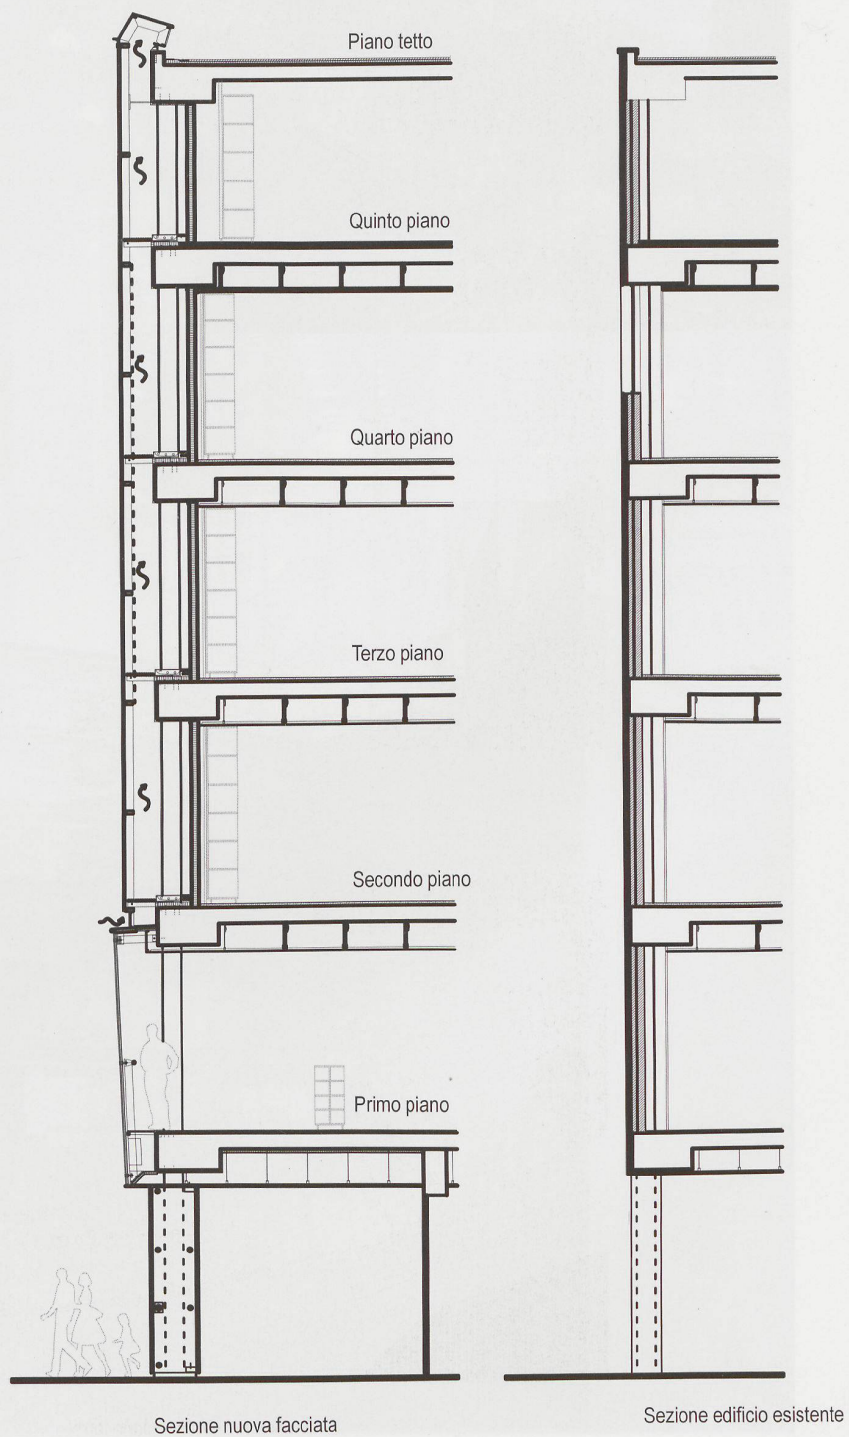 Piano tetto
Quinto piano
Quarto piano
Terzo piano
Secondo piano
Primo piano
Sezione nuova facciata
Sezione edificio esistente